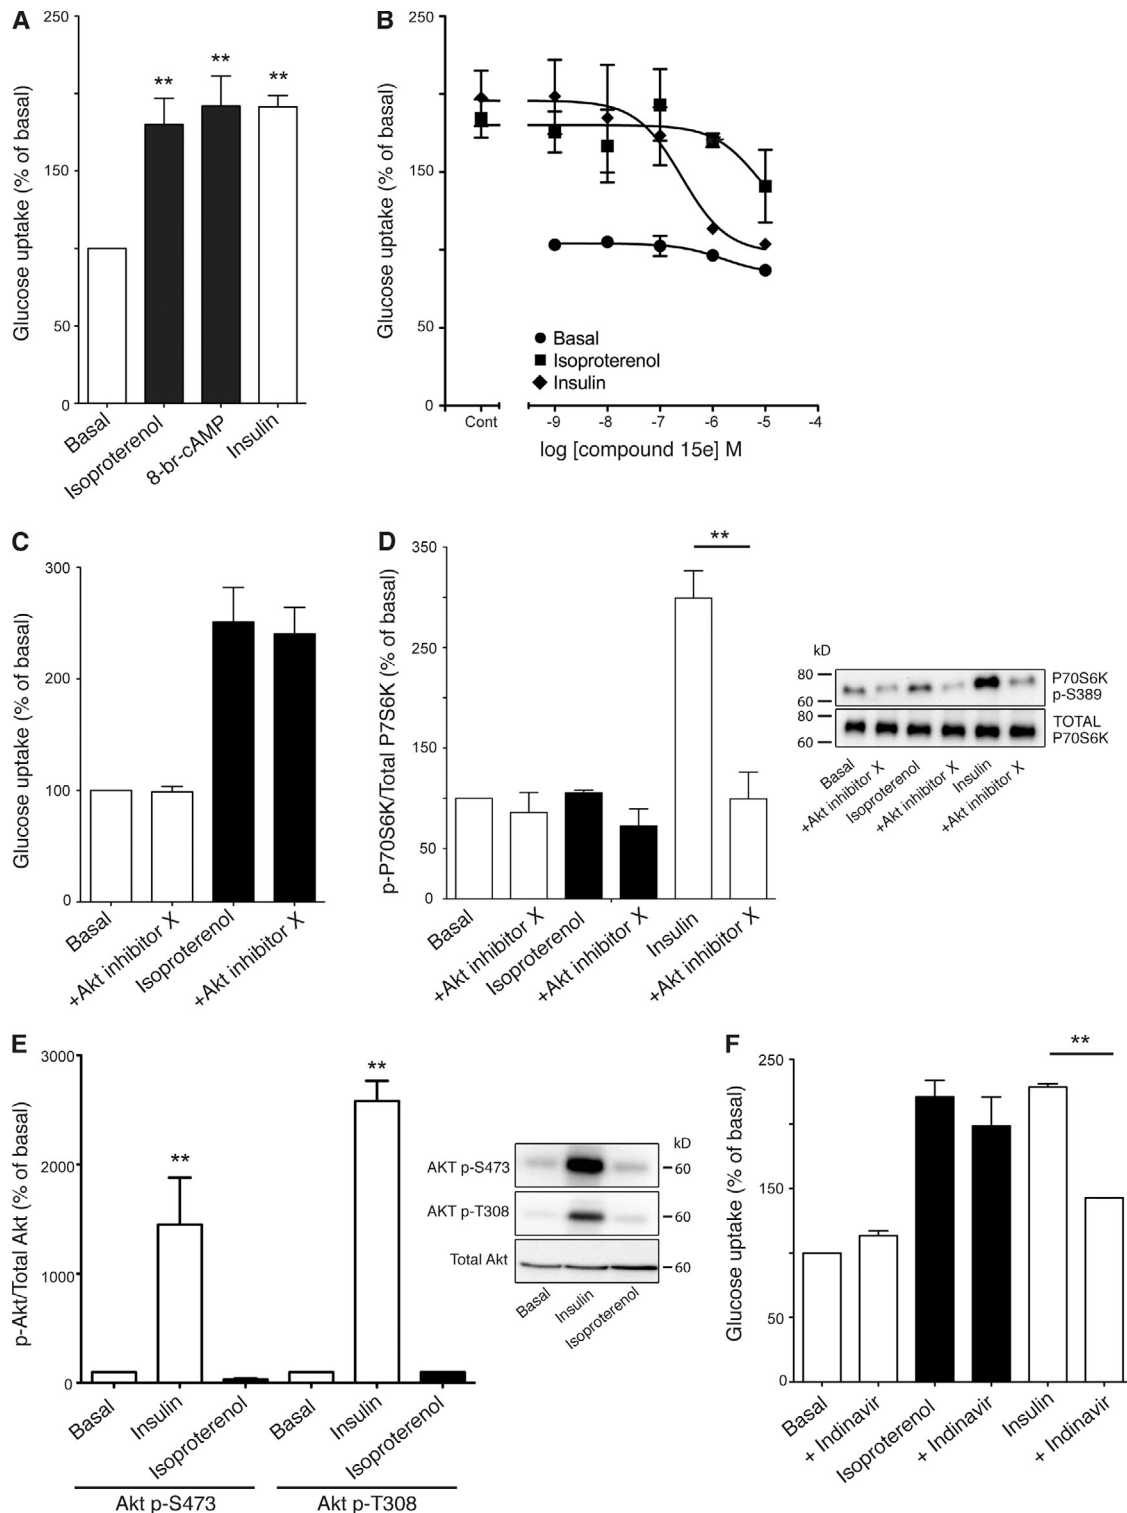 A
Glucose uptake (% of basal)
250
150
50
0
**
**
**
Basal
Isoproterenol
8-br-cAMP
Insulin
B
Glucose uptake (% of basal)
250
150
50
0
Basal
Isoproterenol
Insulin
Cont
-9
-8
-7
-6
-5
-4
log [compound 15e] M
C
Glucose uptake (% of basal)
300
200
100
0
Basal
+Akt inhibitor X
Isoproterenol
+Akt inhibitor X
D
p-P70S6K/Total P7S6K (% of basal)
350
250
150
50
0
**
Basal
+Akt inhibitor X
Isoproterenol
+Akt inhibitor X
Insulin
+Akt inhibitor X
kD
80
60
80
60
P70S6K
p-S389
TOTAL
P70S6K
Basal
+Akt inhibitor X
Isoproterenol
+Akt inhibitor X
Insulin
+Akt inhibitor X
E
p-Akt/Total Akt (% of basal)
3000
2000
1000
0
**
**
Basal
Insulin
Isoproterenol
Basal
Insulin
Isoproterenol
Akt p-S473
Akt p-T308
kD
AKT p-S473
60
AKT p-T308
60
Total Akt
60
Basal
Insulin
Isoproterenol
F
Glucose uptake (% of basal)
250
150
50
0
**
Basal
+ Indinavir
Isoproterenol
+ Indinavir
Insulin
+ Indinavir